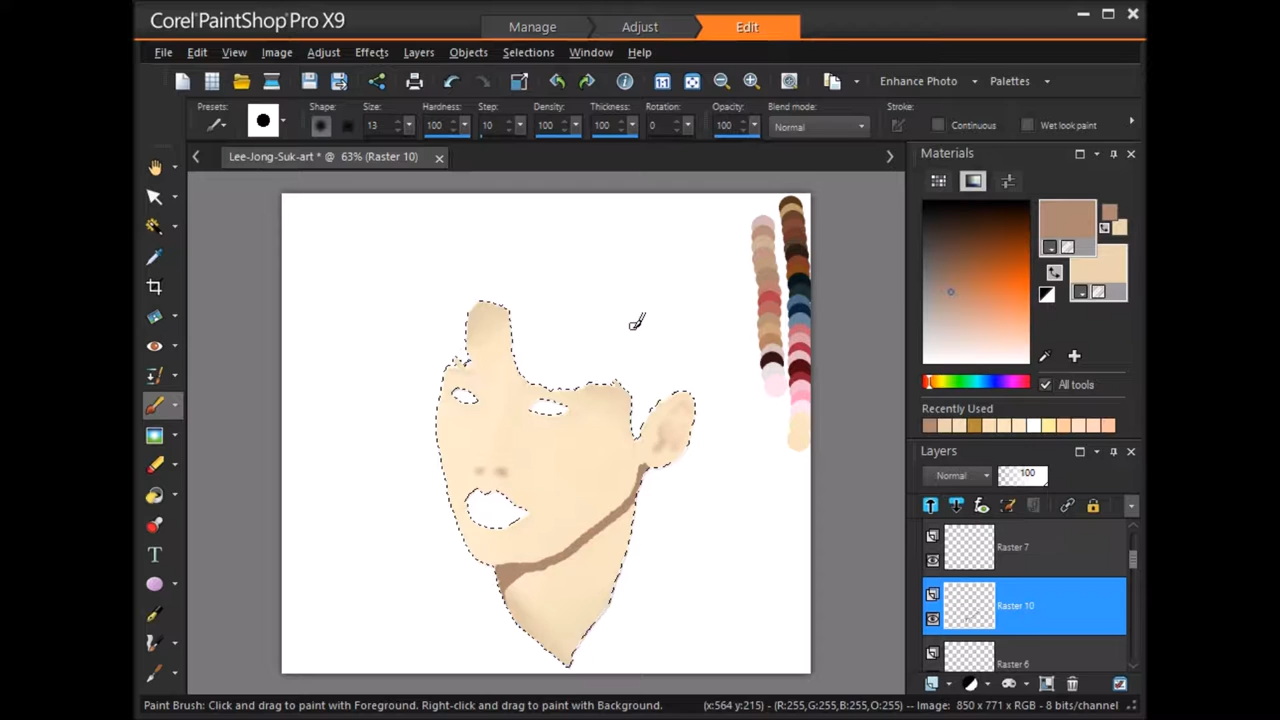 Corel PaintShop Pro X9
Manage Adjust Edit
File Edit View Image Adjust Effects Layers Objects Selections Window Help
1:1 Enhance Photo Palettes
Presets: Shape: Size: Hardness: Step: Density: Thickness: Rotation: Opacity: Blend mode: Stroke:
13 100 10 100 100 0 100 Normal Continuous Wet look paint
Lee-Jong-Suk-art * @ 63% (Raster 10)
Materials
All tools
Recently Used
Layers
Normal 100
Raster 7
Raster 10
Raster 6
T
Paint Brush: Click and drag to paint with Foreground. Right-click and drag to paint with Background.
(x:564 y:215) - (R:255,G:255,B:255,O:255) -- Image: 850 x 771 x RGB - 8 bits/channel